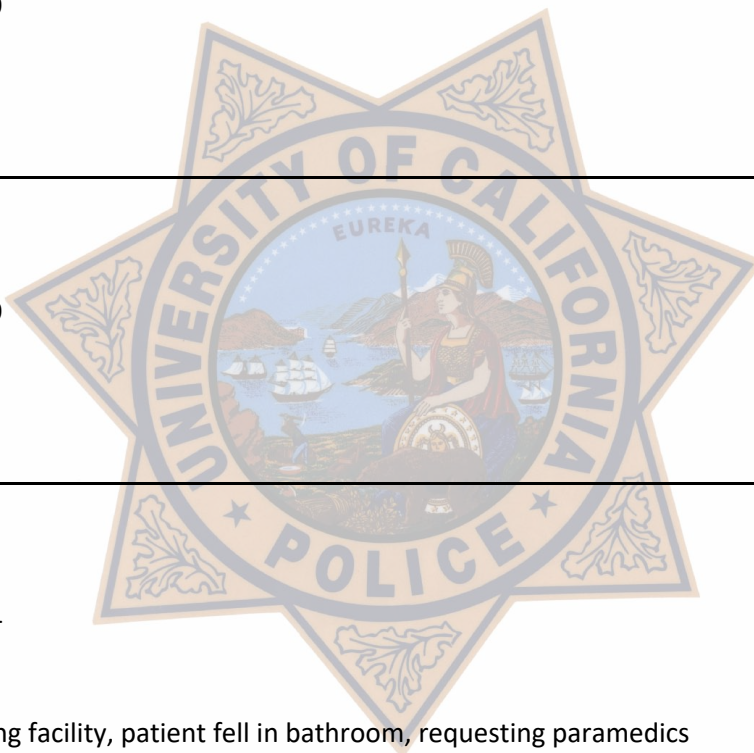 )
EUREKA
UNIVERSITY OF CALIFORNIA
)
POLICE
ng facility, patient fell in bathroom, requesting paramedics